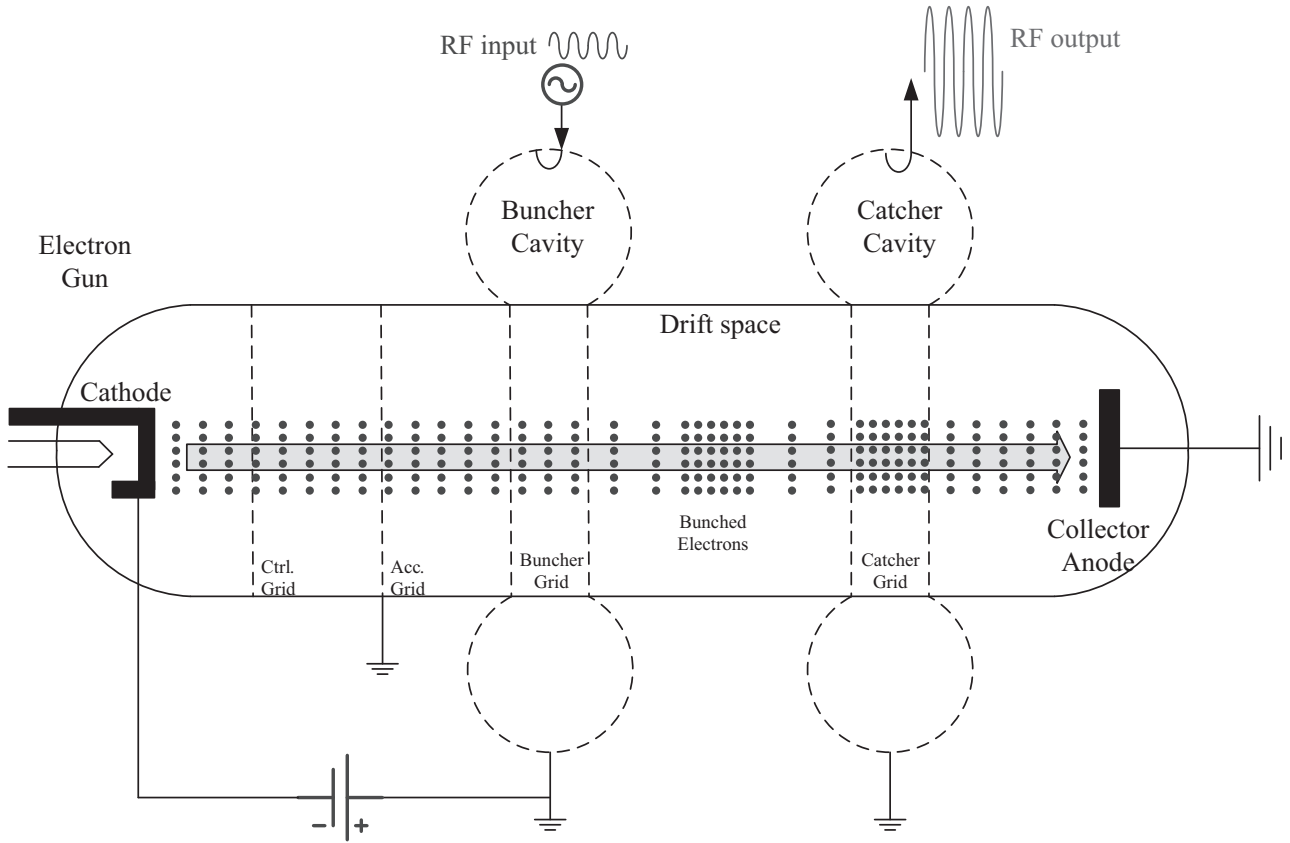 RF input
RF output
Buncher
Cavity
Catcher
Cavity
Electron
Gun
Drift space
Cathode
Bunched
Electrons
Collector
Anode
Ctrl.
Grid
Acc.
Grid
Buncher
Grid
Catcher
Grid
− +